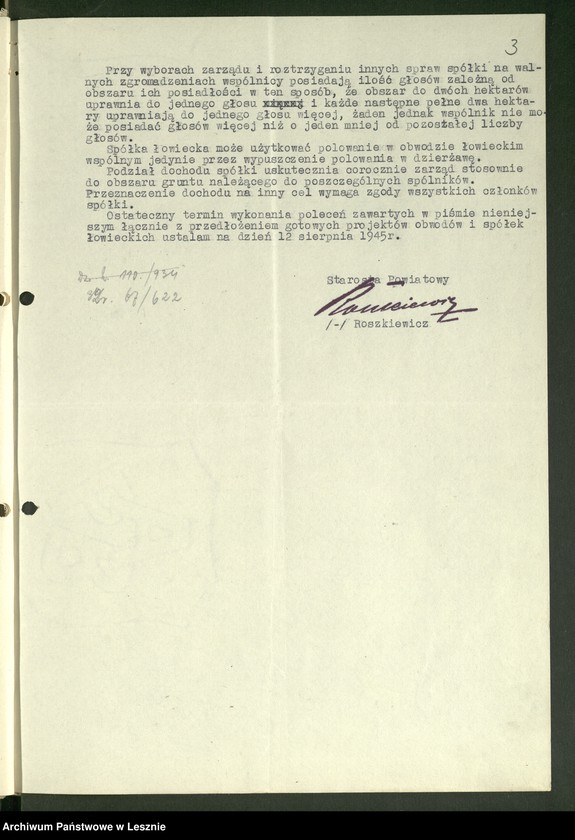 3
Przy wyborach zarządu i roztrzyganiu innych spraw spółki na wal-
nych zgromadzeniach wspólnicy posiadają ilość głosów zależną od
obszaru ich posiadłości w ten sposób, że obszar do dwóch hektarów
uprawnia do jednego głosu i każde następne pełne dwa hekta-
ry uprawniają do jednego głosu więcej, żaden jednak wspólnik nie mo-
że posiadać głosów więcej niż o jeden mniej od pozostałej liczby
głosów.
Spółka łowiecka może użytkować polowanie w obwodzie łowieckim
wspólnym jedynie przez wypuszczenie polowania w dzierżawę.
Podział dochodu spółki uskutecznia corocznie zarząd stosownie
do obszaru gruntu należącego do poszczególnych spólników.
Przeznaczenie dochodu na inny cel wymaga zgody wszystkich członków
spółki.
Ostateczny termin wykonania poleceń zawartych w piśmie nieniej-
szym łącznie z przedłożeniem gotowych projektów obwodów i spółek
łowieckich ustalam na dzień 12 sierpnia 1945r.
Starosta Powiatowy
Roszkiewicz
/-/ Roszkiewicz
67/622
Archiwum Państwowe w Lesznie